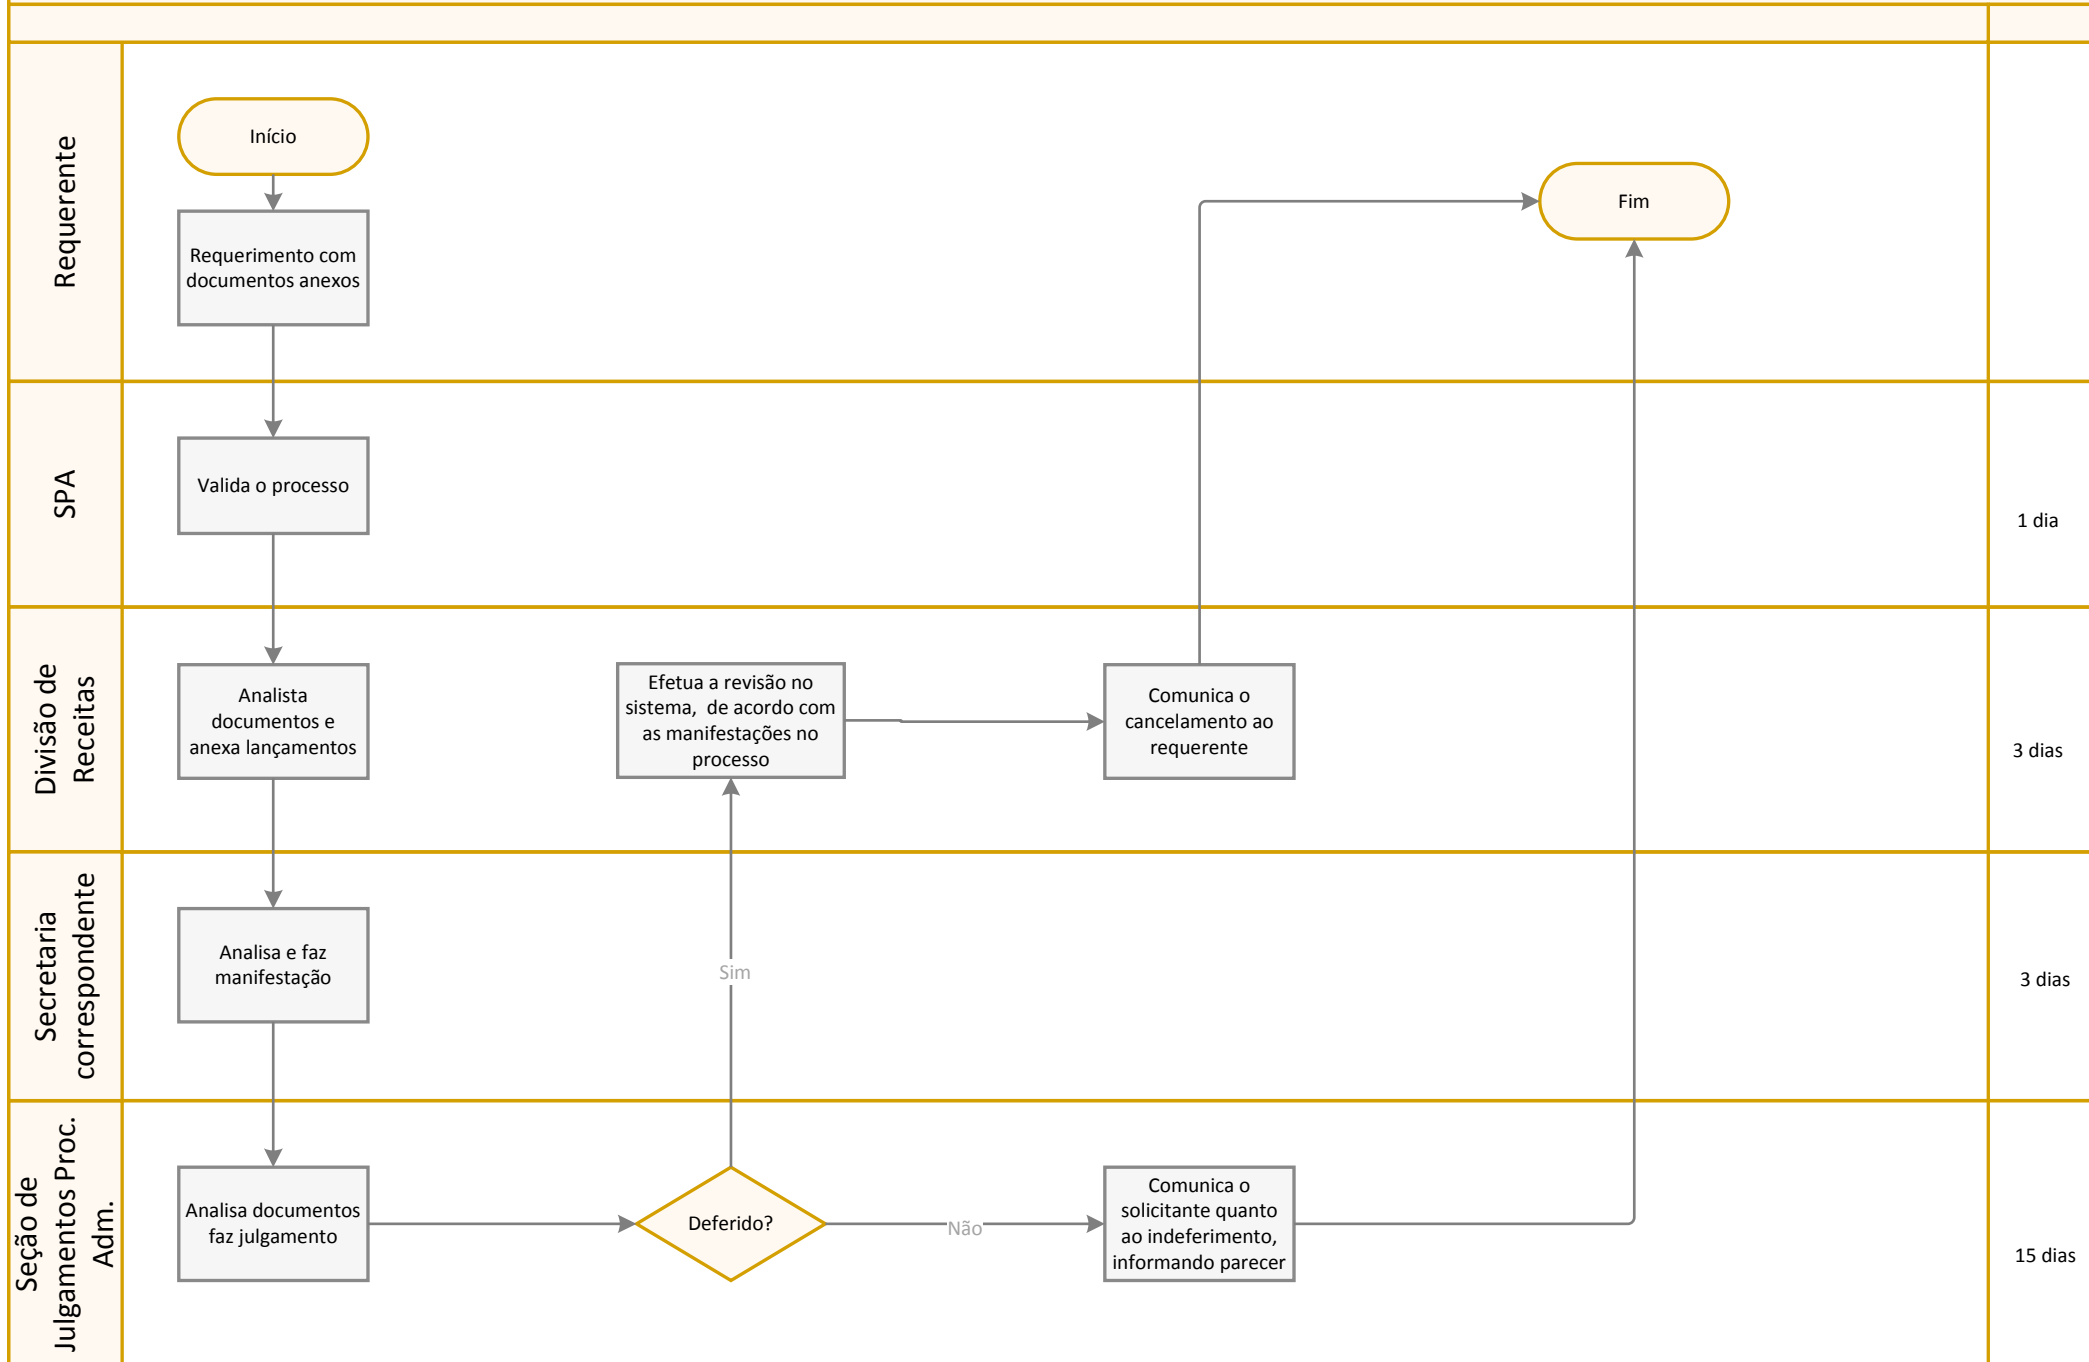 Requerente
Início
Requerimento com
documentos anexos
Fim
SPA
Valida o processo
1 dia
Divisão de
Receitas
Analista
documentos e
anexa lançamentos
Efetua a revisão no
sistema, de acordo com
as manifestações no
processo
Comunica o
cancelamento ao
requerente
3 dias
Secretaria
correspondente
Analisa e faz
manifestação
Sim
3 dias
Seção de
Julgamentos Proc.
Adm.
Analisa documentos
faz julgamento
Deferido?
Não
Comunica o
solicitante quanto
ao indeferimento,
informando parecer
15 dias